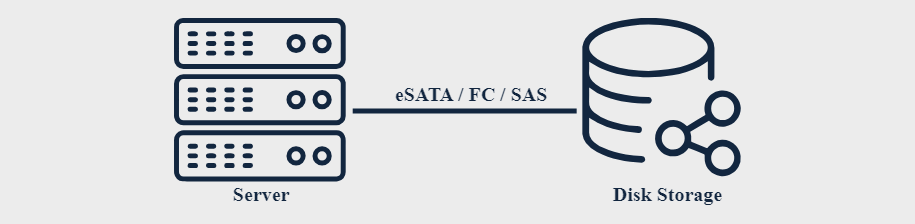 eSATA / FC / SAS
Server
Disk Storage